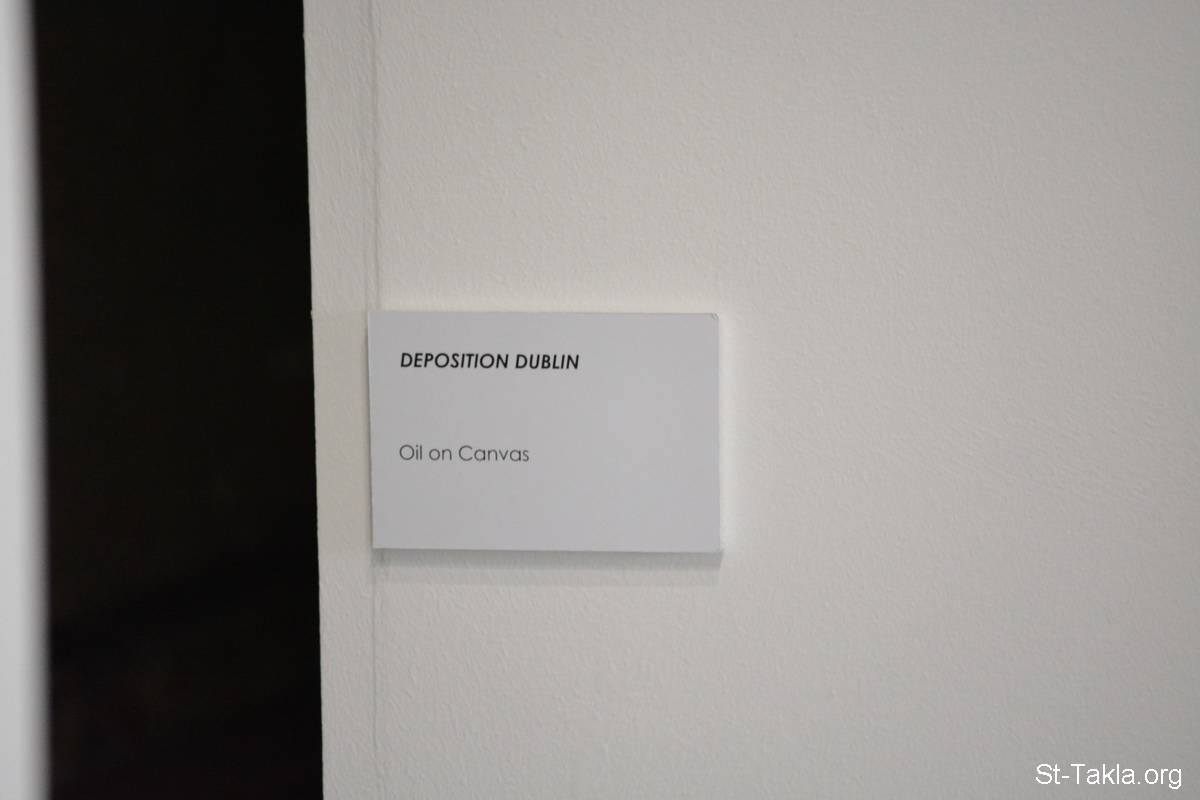 DEPOSITION DUBLIN
Oil on Canvas
St-Takla.org